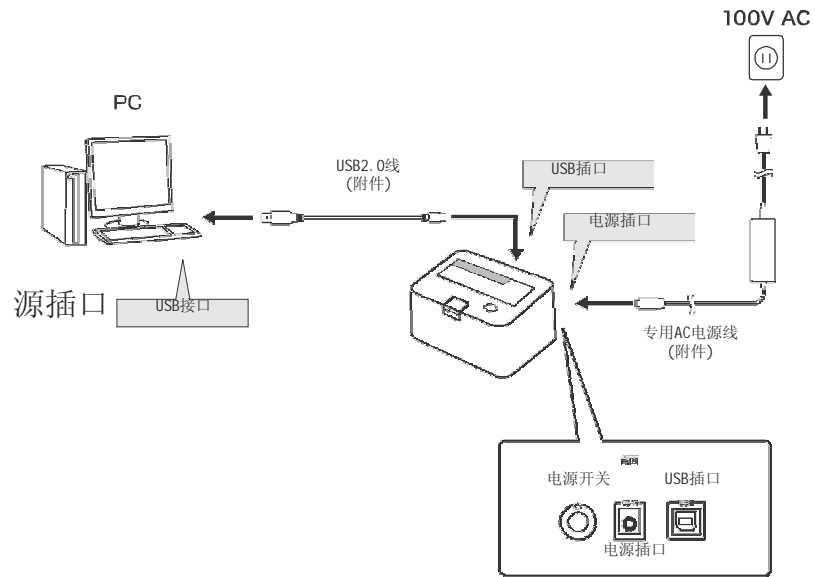 100V AC
PC
USB2.0线
(附件)
USB插口
电源插口
源插口
USB接口
专用AC电源线
(附件)
电源开关
USB插口
电源插口